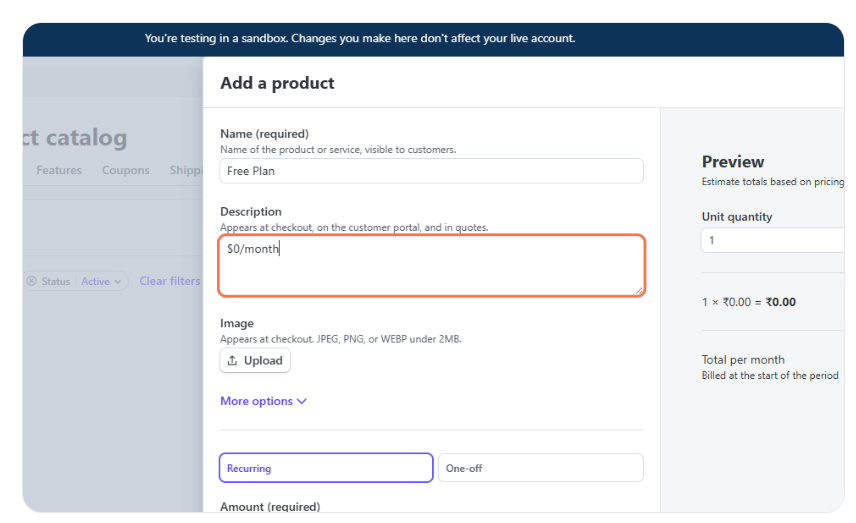 You're testing in a sandbox. Changes you make here don't affect your live account.
Add a product
ct catalog
Features Coupons Shippi
Status Active
Clear filters
Name (required)
Name of the product or service, visible to customers.
Free Plan
Description
Appears at checkout, on the customer portal, and in quotes.
$0/month
Image
Appears at checkout. JPEG, PNG, or WEBP under 2MB.
Upload
More options
Recurring
One-off
Amount (required)
Preview
Estimate totals based on pricing
Unit quantity
1
1 × ₹0.00 = ₹0.00
Total per month
Billed at the start of the period